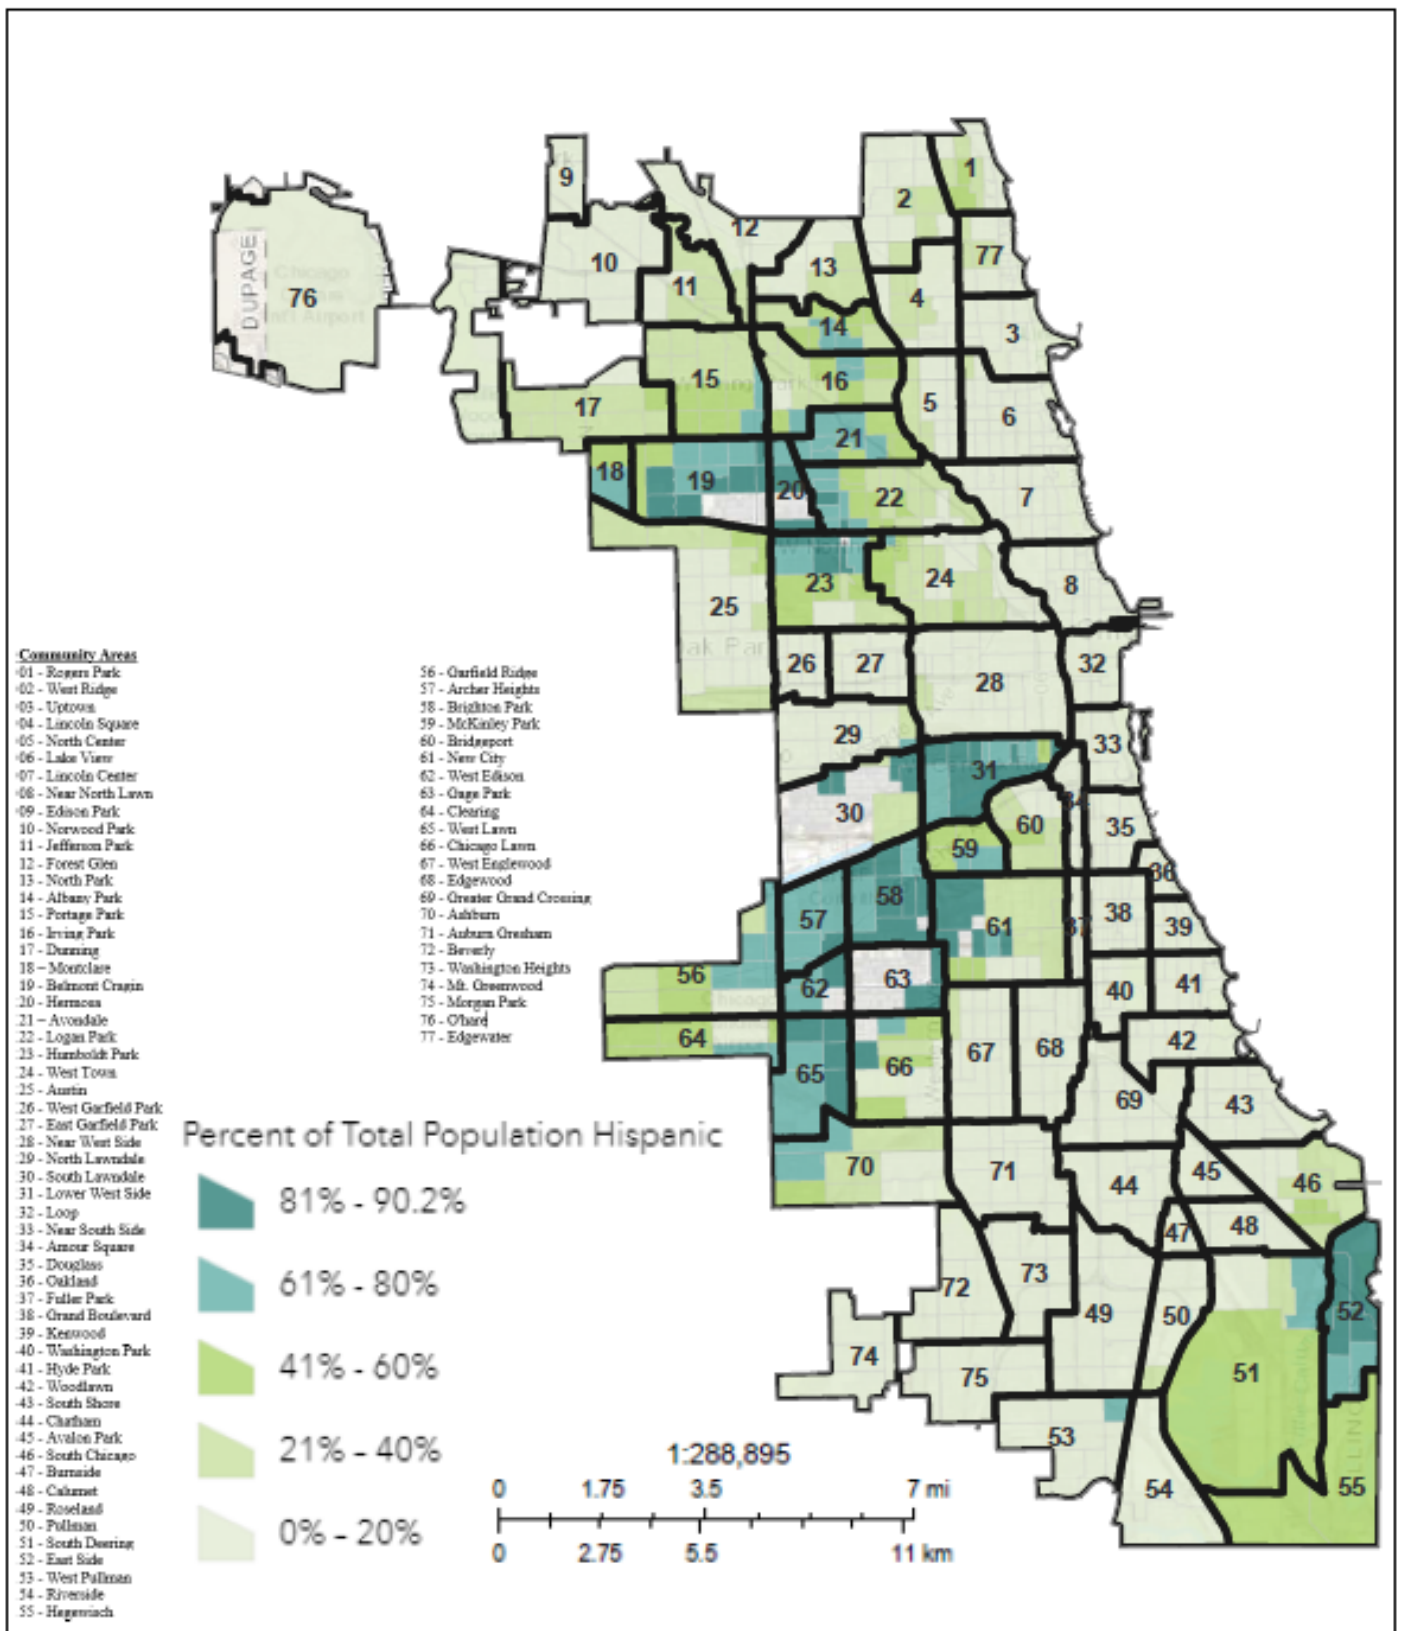 1
9
2
12
77
DUPAGE
10
13
76
11
4
14
3
15
16
17
5
6
21
18
19
20
22
7
24
23
8
25
26
27
32
28
29
33
31
30
34
35
60
59
36
58
57
38
61
37
39
56
63
62
40
41
64
42
67
68
65
66
69
43
70
71
44
45
46
47
48
73
72
49
50
52
74
51
75
53
54
55
ILLINOIS
Community Areas
01 - Rogers Park
02 - West Ridge
03 - Uptown
04 - Lincoln Square
05 - North Center
06 - Lake View
07 - Lincoln Center
08 - Near North Lawn
09 - Edison Park
10 - Norwood Park
11 - Jefferson Park
12 - Forest Glen
13 - North Park
14 - Albany Park
15 - Portage Park
16 - Irving Park
17 - Dunning
18 – Montclare
19 - Belmont Cragin
20 - Hermosa
21 – Avondale
22 - Logan Park
23 - Humboldt Park
24 - West Town
25 - Austin
26 - West Garfield Park
27 - East Garfield Park
28 - Near West Side
29 - North Lawndale
30 - South Lawndale
31 - Lower West Side
32 - Loop
33 - Near South Side
34 - Amour Square
35 - Douglass
36 - Oakland
37 - Fuller Park
38 - Grand Boulevard
39 - Kenwood
40 - Washington Park
41 - Hyde Park
42 - Woodlawn
43 - South Shore
44 - Chatham
45 - Avalon Park
46 - South Chicago
47 - Burnside
48 - Calumet
49 - Roseland
50 - Pullman
51 - South Deering
52 - East Side
53 - West Pullman
54 - Riverside
55 - Hegewisch
56 - Garfield Ridge
57 - Archer Heights
58 - Brighton Park
59 - McKinley Park
60 - Bridgeport
61 - New City
62 - West Edison
63 - Gage Park
64 - Clearing
65 - West Lawn
66 - Chicago Lawn
67 - West Englewood
68 - Edgewood
69 - Greater Grand Crossing
70 - Ashburn
71 - Auburn Gresham
72 - Beverly
73 - Washington Heights
74 - Mt. Greenwood
75 - Morgan Park
76 - O'hare
77 - Edgewater
Percent of Total Population Hispanic
81% - 90.2%
61% - 80%
41% - 60%
21% - 40%
0% - 20%
1:288,895
0 1.75 3.5 7 mi
0 2.75 5.5 11 km